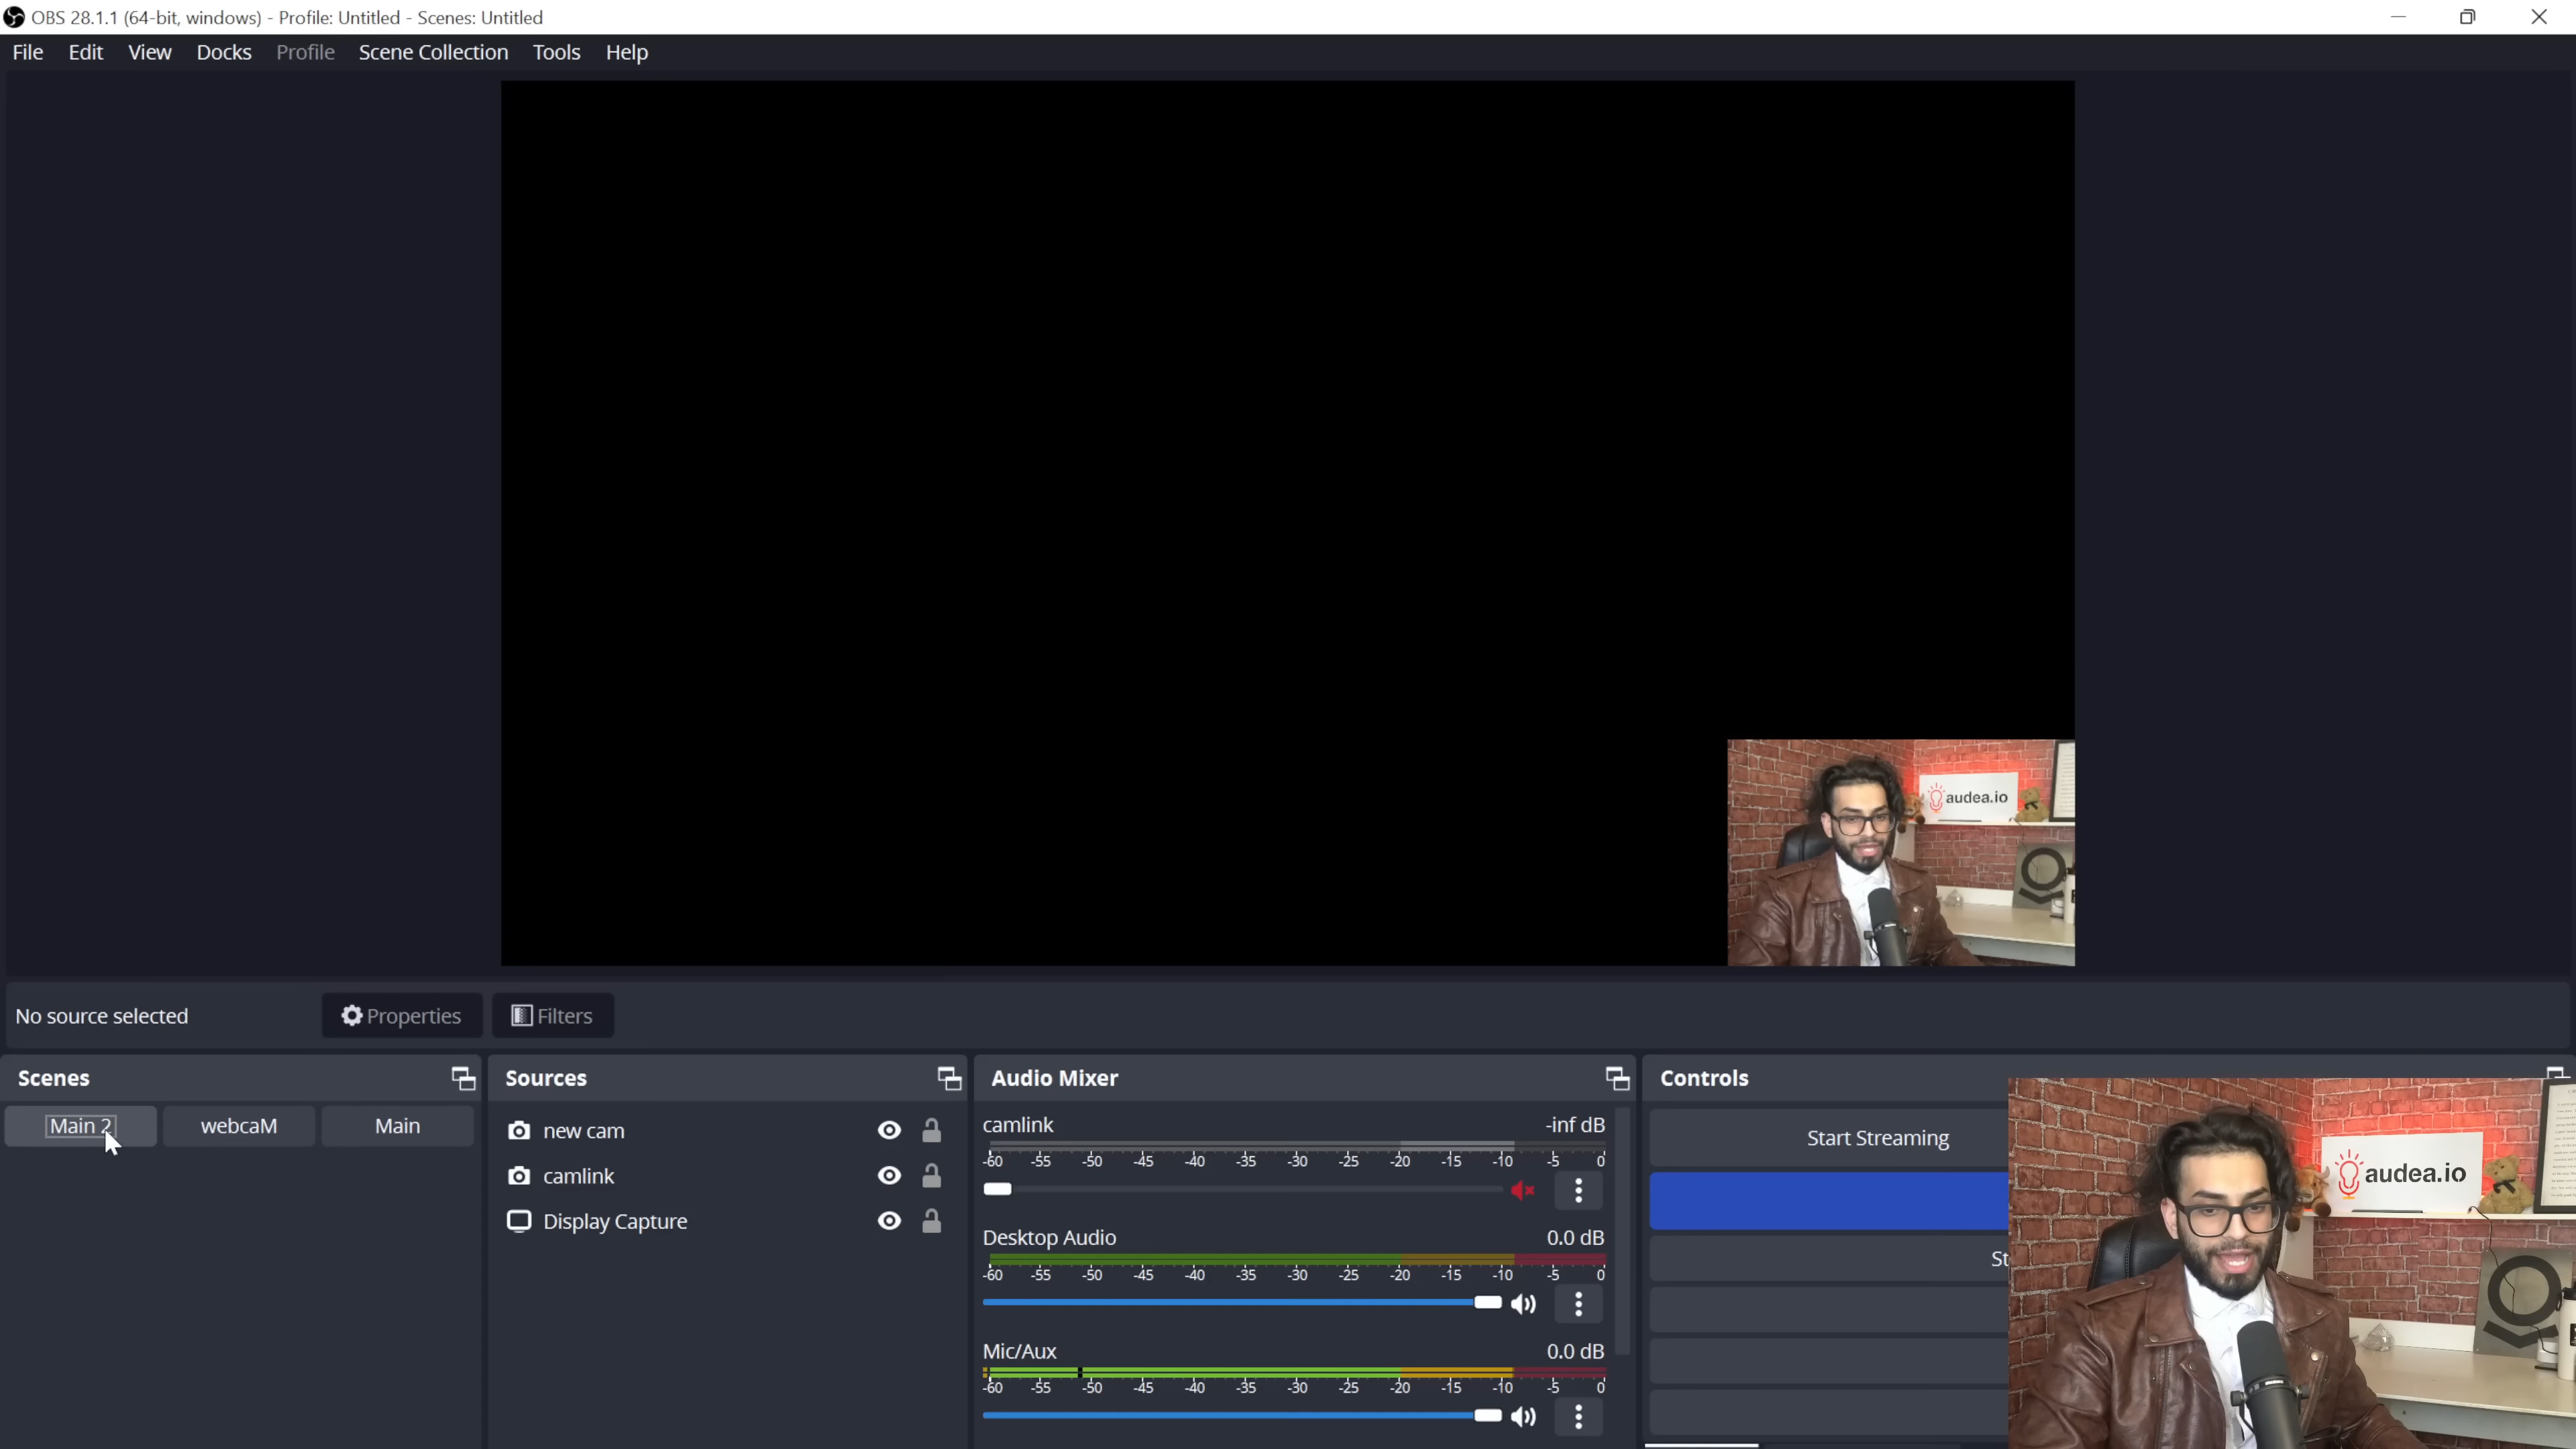 OBS 28.1.1 (64-bit, windows) - Profile: Untitled - Scenes: Untitled
File Edit View Docks Profile Scene Collection Tools Help
audea.io
No source selected Properties Filters
Scenes Sources Audio Mixer Controls
Main 2 webcaM Main
new cam
camlink
Display Capture
camlink -inf dB
-60 -55 -50 -45 -40 -35 -30 -25 -20 -15 -10 -5 0
Desktop Audio 0.0 dB
-60 -55 -50 -45 -40 -35 -30 -25 -20 -15 -10 -5 0
Mic/Aux 0.0 dB
-60 -55 -50 -45 -40 -35 -30 -25 -20 -15 -10 -5 0
Start Streaming
St
audea.io